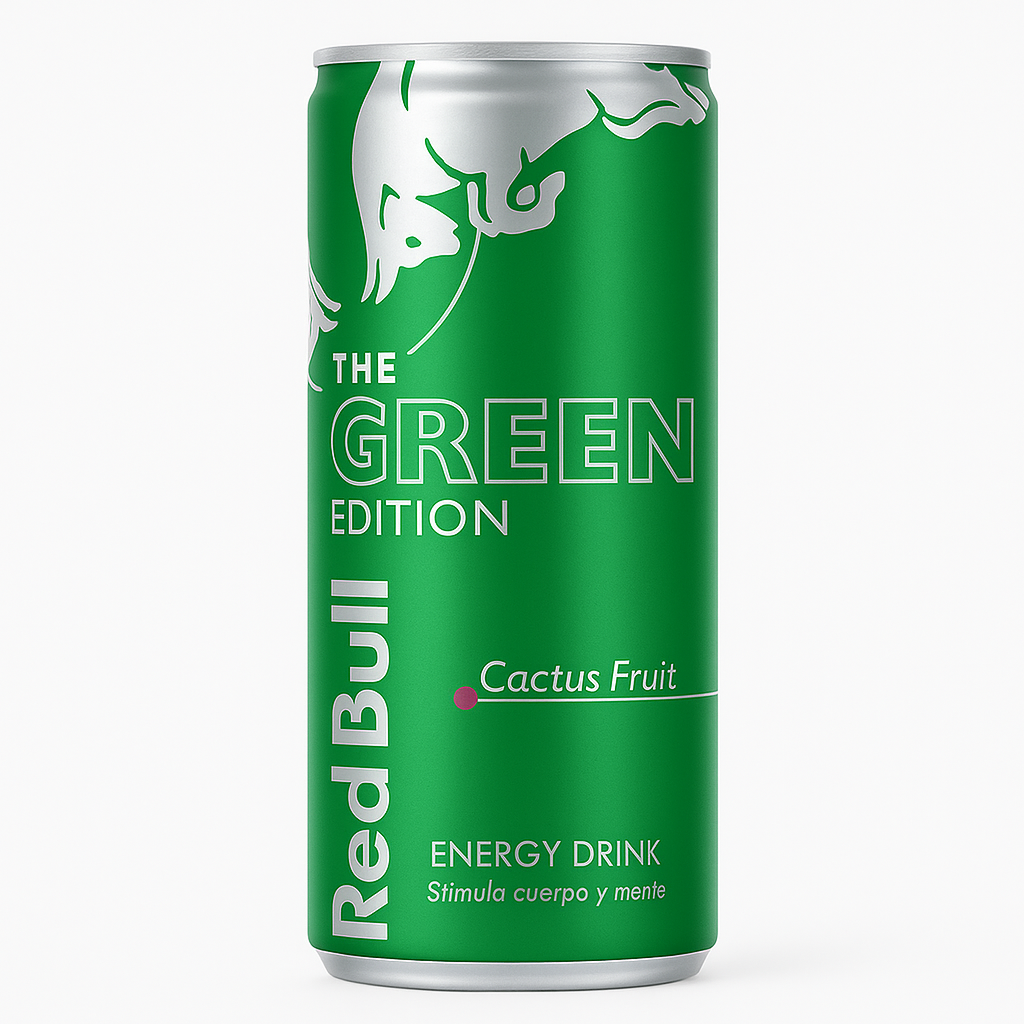 THE
GREEN
EDITION
Red Bull
Cactus Fruit
ENERGY DRINK
Stimula cuerpo y mente